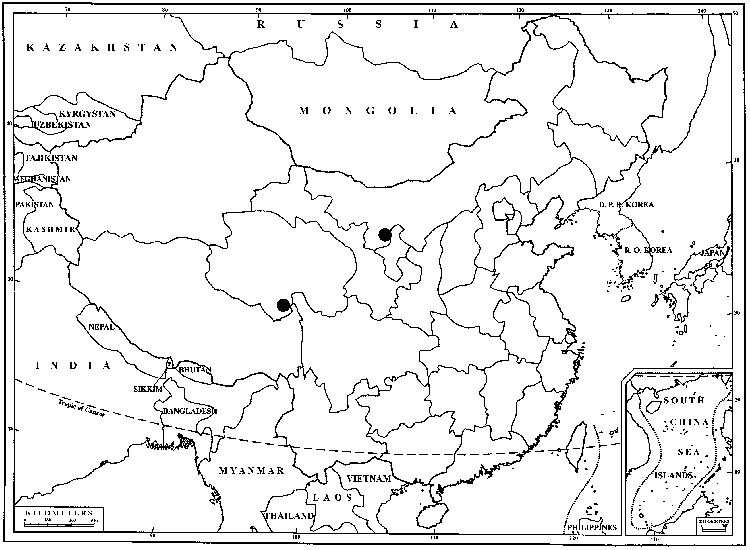 RUSSIA
KAZAKHSTAN
MONGOLIA
KYRGYSTAN
UZBEKISTAN
TAJIKISTAN
PAKISTAN
KASHMIR
D. P. R. KOREA
R. O. KOREA
JAPAN
NEPAL
INDIA
BHUTAN
SIKKIM
BANGLADESH
Tropic of Cancer
MYANMAR
VIETNAM
LAOS
THAILAND
PHILIPPINES
SOUTH
CHINA
SEA
ISLANDS
KILOMETERS